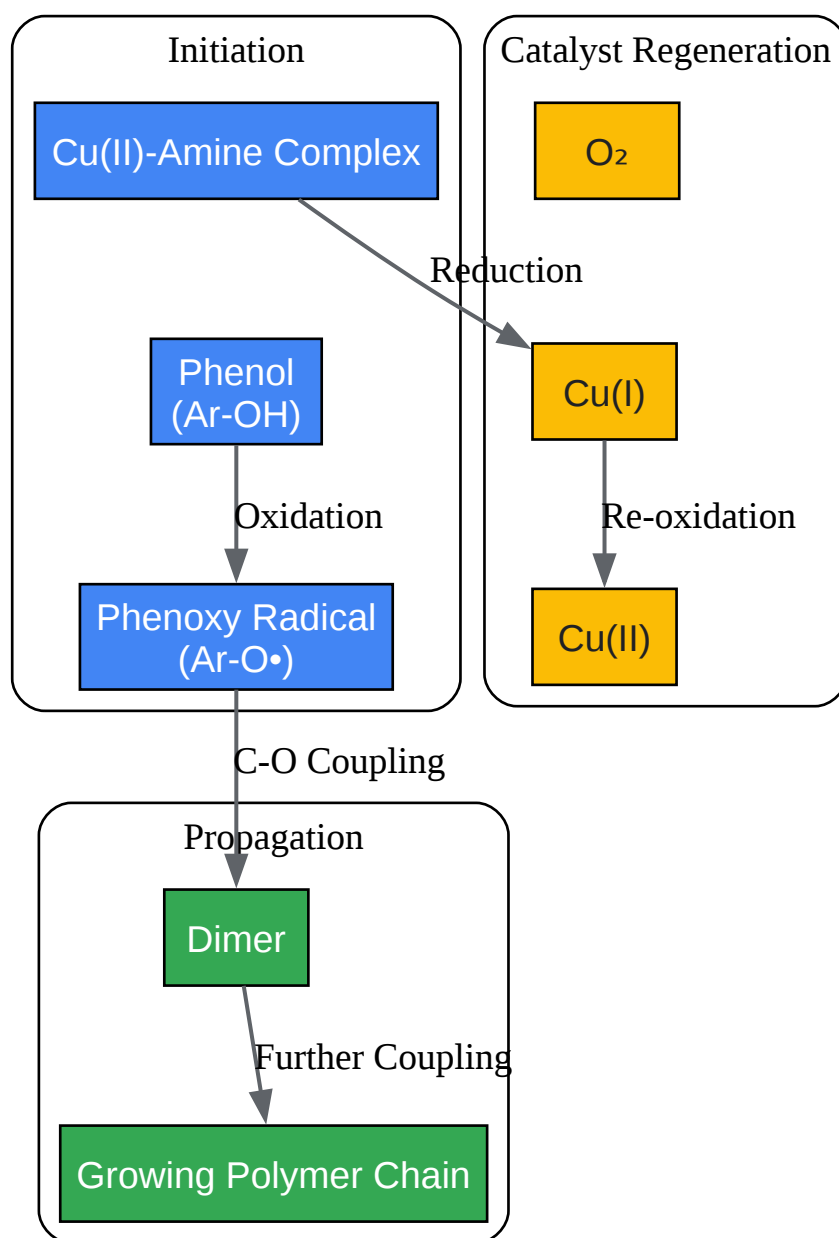 Initiation
Cu(II)-Amine Complex
Phenol
(Ar-OH)
Oxidation
Phenoxy Radical
(Ar-O•)
Catalyst Regeneration
O₂
Reduction
Cu(I)
Re-oxidation
Cu(II)
C-O Coupling
Propagation
Dimer
Further Coupling
Growing Polymer Chain